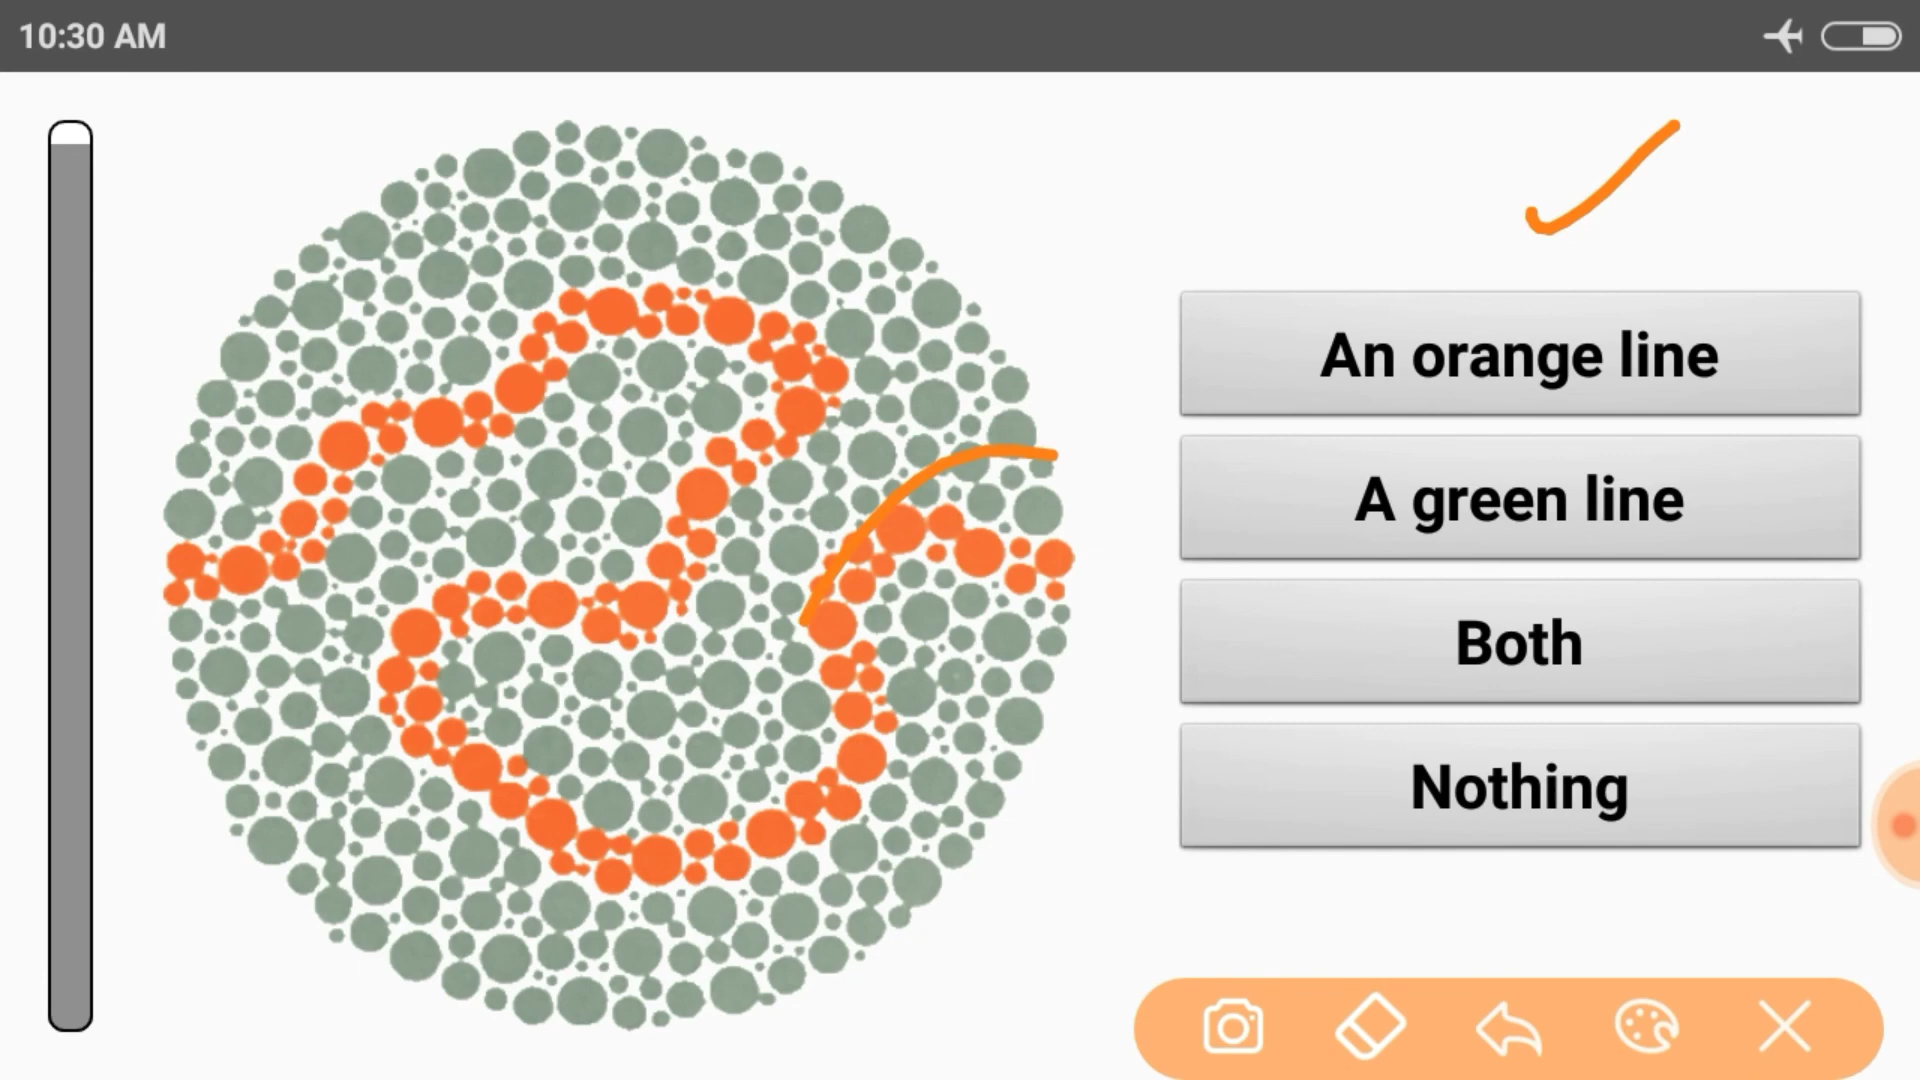 10:30 AM
An orange line
A green line
Both
Nothing